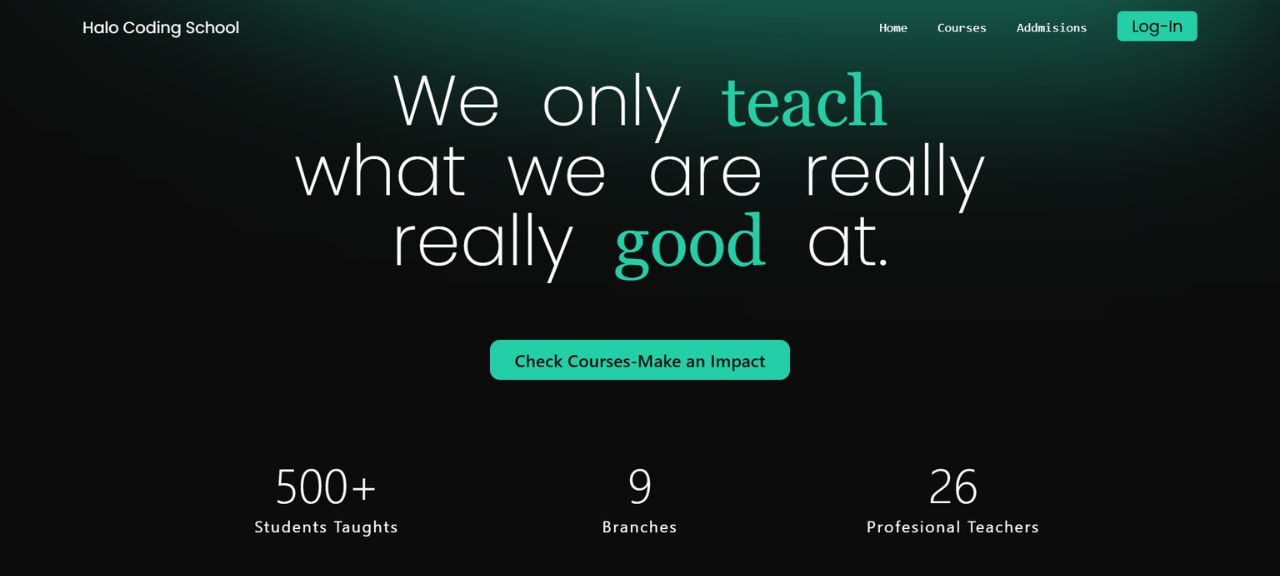 Halo Coding School
Home Courses Addmisions Log-In
We only teach
what we are really
really good at.
Check Courses-Make an Impact
500+ 9 26
Students Taughts Branches Profesional Teachers